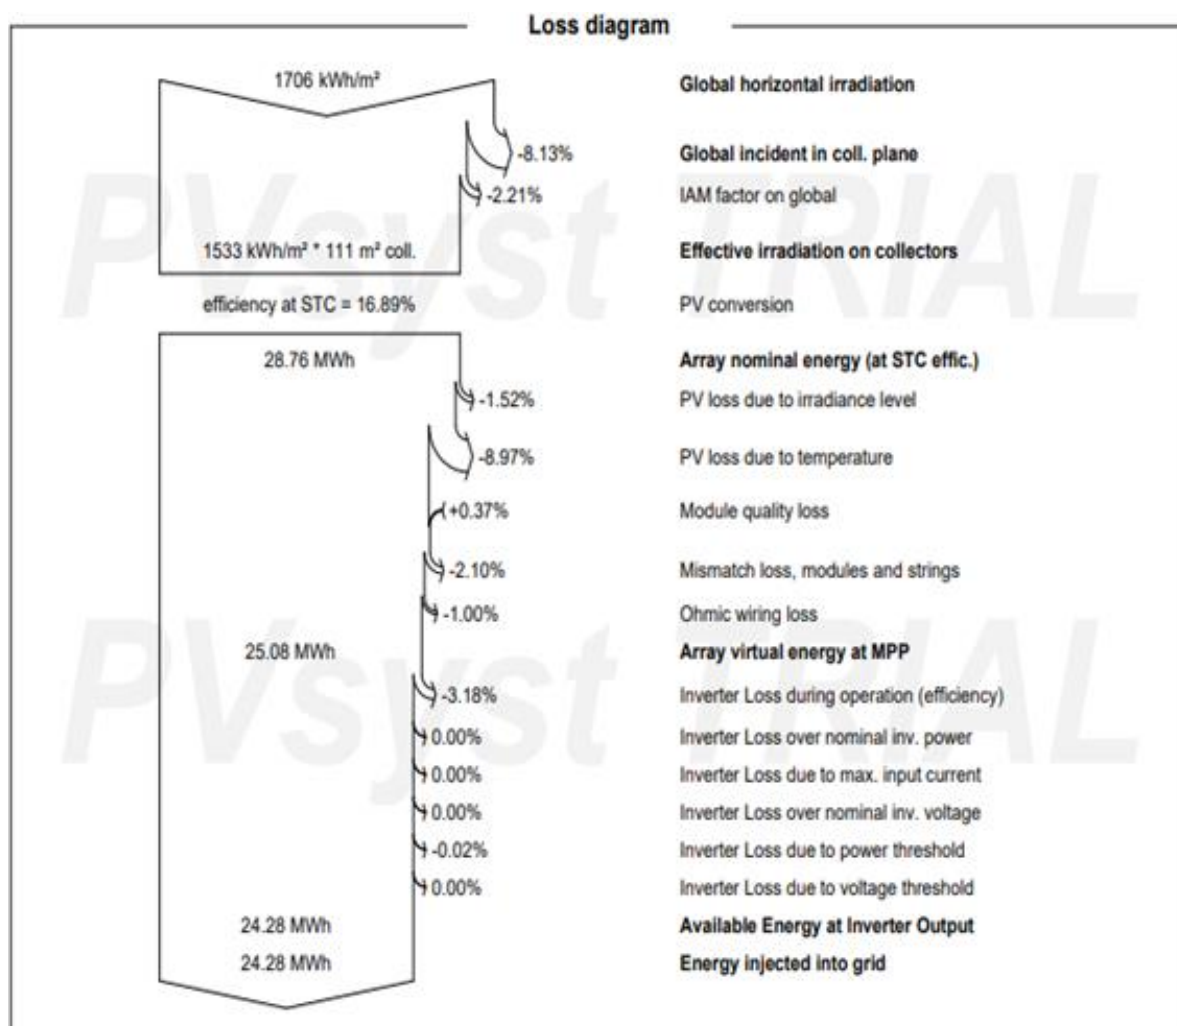 Loss diagram
1706 kWh/m² Global horizontal irradiation
-8.13% Global incident in coll. plane
-2.21% IAM factor on global
1533 kWh/m² * 111 m² coll. Effective irradiation on collectors
efficiency at STC = 16.89% PV conversion
28.76 MWh Array nominal energy (at STC effic.)
-1.52% PV loss due to irradiance level
-8.97% PV loss due to temperature
+0.37% Module quality loss
-2.10% Mismatch loss, modules and strings
-1.00% Ohmic wiring loss
25.08 MWh Array virtual energy at MPP
-3.18% Inverter Loss during operation (efficiency)
0.00% Inverter Loss over nominal inv. power
0.00% Inverter Loss due to max. input current
0.00% Inverter Loss over nominal inv. voltage
-0.02% Inverter Loss due to power threshold
0.00% Inverter Loss due to voltage threshold
24.28 MWh Available Energy at Inverter Output
24.28 MWh Energy injected into grid
PVsyst TRIAL
PVsyst TRIAL